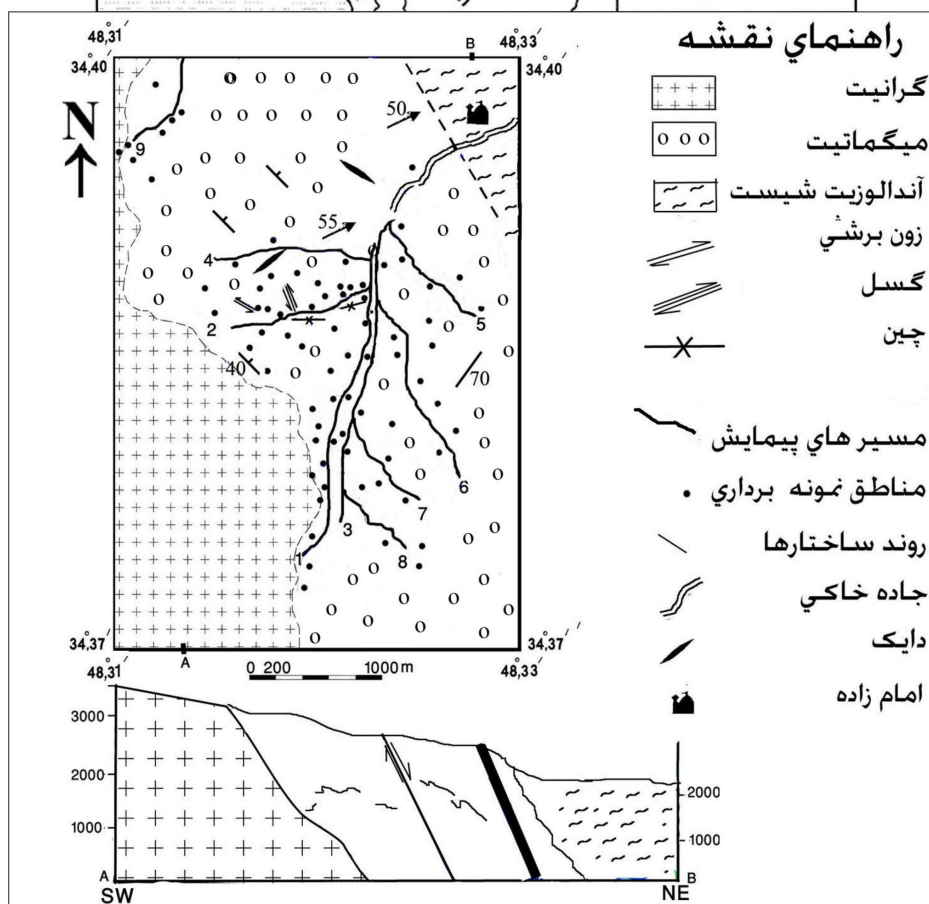 راهنماي نقشه
گرانيت
ميگماتيت
آندالوزيت شيست
زون برشي
گسل
چين
مسير هاي پيمايش
مناطق نمونه برداري
روند ساختارها
جاده خاكي
دايک
امام زاده
48,31
48,33
34,40
34,40
B
N
50
9
55
4
2
5
40
70
6
7
3
8
1
34,37
34,37
A
48,31
48,33
0 200 1000m
3000
2000
1000
2000
1000
A
B
SW
NE